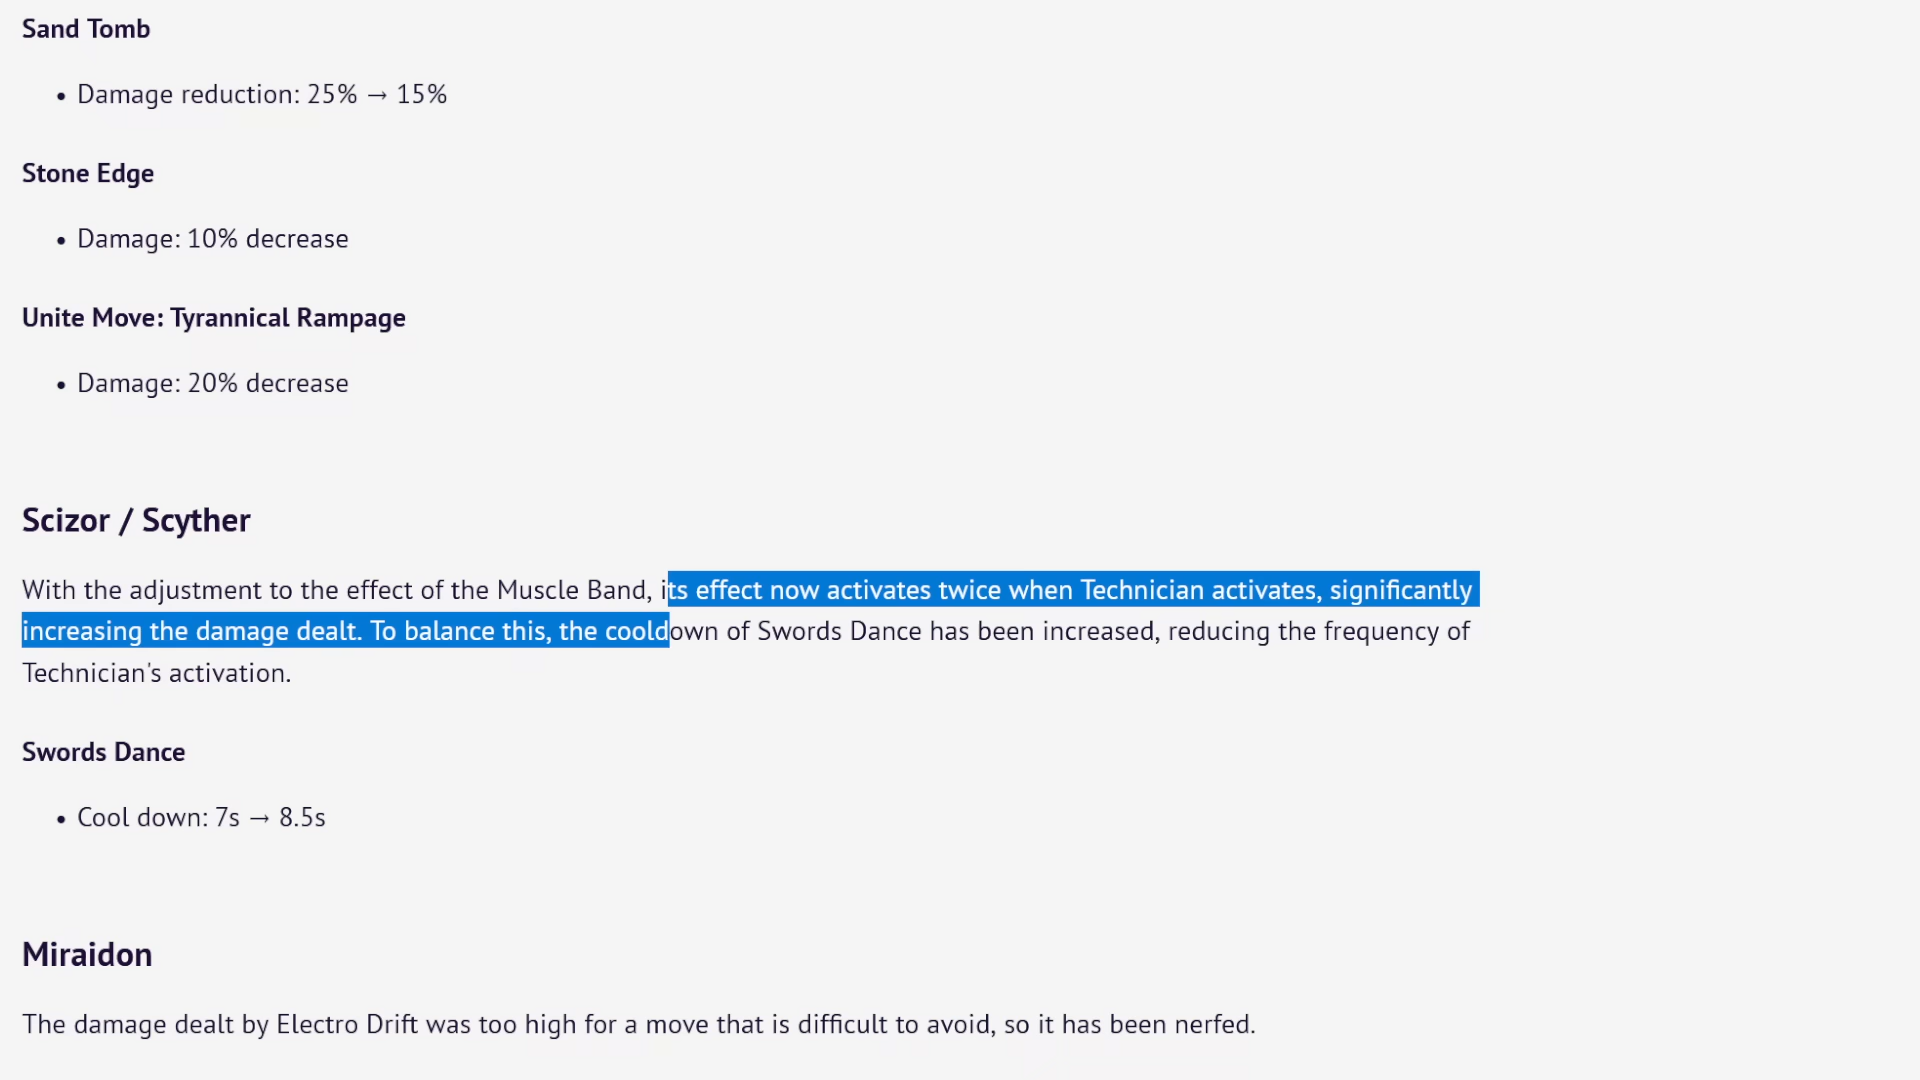 Sand Tomb
• Damage reduction: 25% → 15%
Stone Edge
• Damage: 10% decrease
Unite Move: Tyrannical Rampage
• Damage: 20% decrease
Scizor / Scyther
With the adjustment to the effect of the Muscle Band, its effect now activates twice when Technician activates, significantly
increasing the damage dealt. To balance this, the cooldown of Swords Dance has been increased, reducing the frequency of
Technician's activation.
Swords Dance
• Cool down: 7s → 8.5s
Miraidon
The damage dealt by Electro Drift was too high for a move that is difficult to avoid, so it has been nerfed.